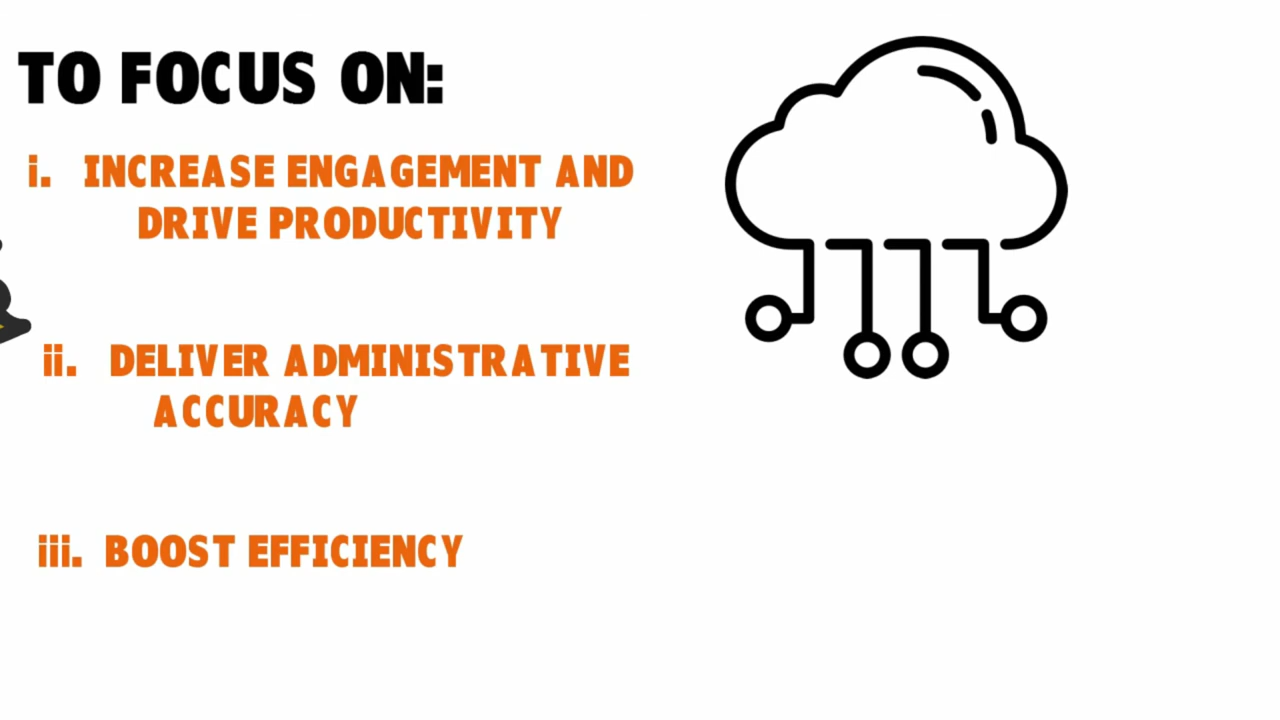 TO FOCUS ON:
i. INCREASE ENGAGEMENT AND
DRIVE PRODUCTIVITY
ii. DELIVER ADMINISTRATIVE
ACCURACY
iii. BOOST EFFICIENCY